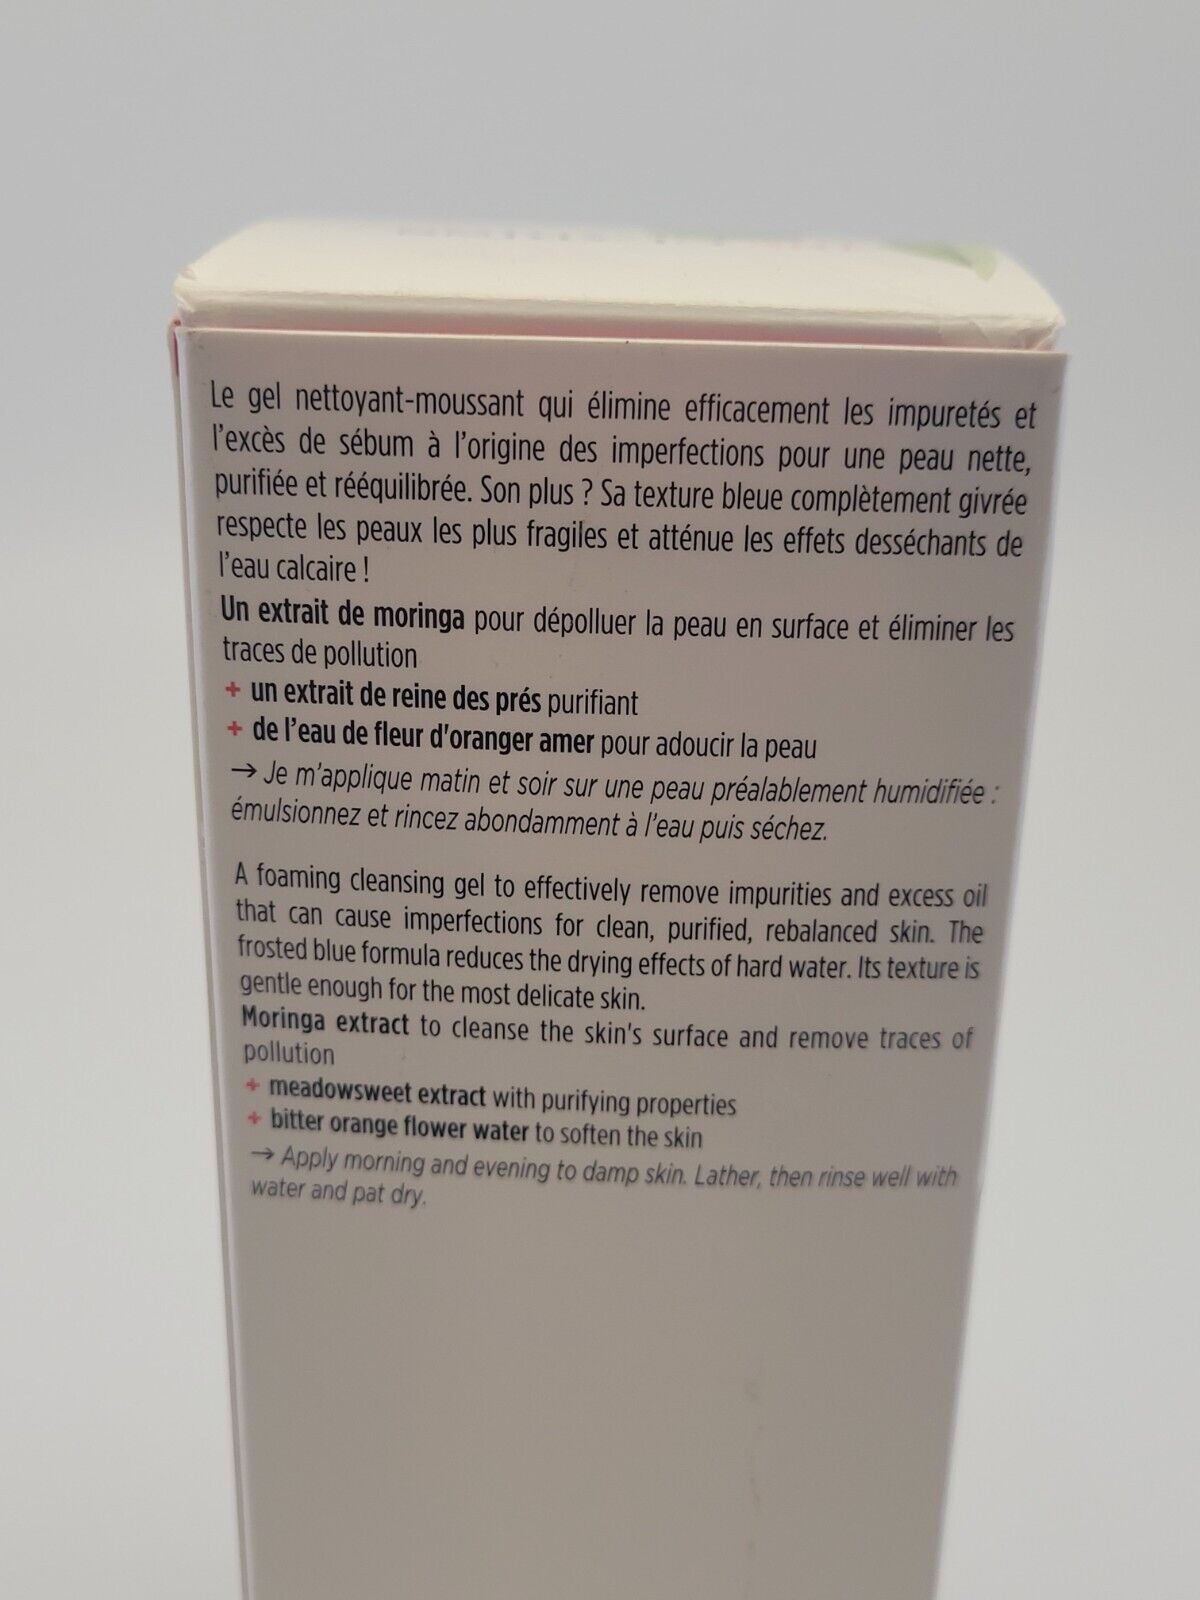 Le gel nettoyant-moussant qui élimine efficacement les impuretés et
l'excès de sébum à l'origine des imperfections pour une peau nette,
purifiée et rééquilibrée. Son plus ? Sa texture bleue complètement givrée
respecte les peaux les plus fragiles et atténue les effets desséchants de
l'eau calcaire !
Un extrait de moringa pour dépolluer la peau en surface et éliminer les
traces de pollution
+ un extrait de reine des prés purifiant
+ de l'eau de fleur d'oranger amer pour adoucir la peau
→ Je m'applique matin et soir sur une peau préalablement humidifiée :
émulsionnez et rincez abondamment à l'eau puis séchez.
A foaming cleansing gel to effectively remove impurities and excess oil
that can cause imperfections for clean, purified, rebalanced skin. The
frosted blue formula reduces the drying effects of hard water. Its texture is
gentle enough for the most delicate skin.
Moringa extract to cleanse the skin's surface and remove traces of
pollution
+ meadowsweet extract with purifying properties
+ bitter orange flower water to soften the skin
→ Apply morning and evening to damp skin. Lather, then rinse well with
water and pat dry.